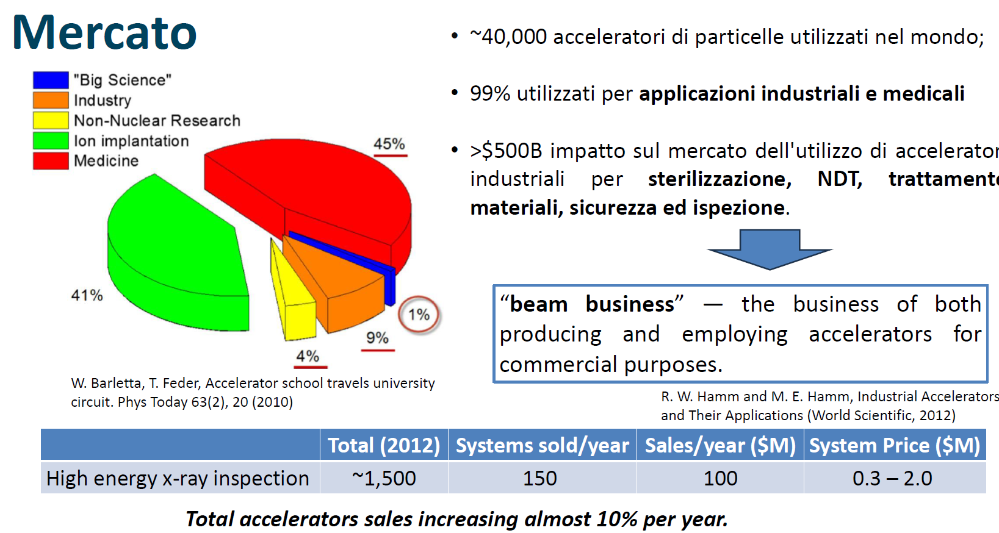 Mercato
"Big Science"
Industry
Non-Nuclear Research
Ion implantation
Medicine
45%
41%
1%
9%
4%
W. Barletta, T. Feder, Accelerator school travels university
circuit. Phys Today 63(2), 20 (2010)
• ~40,000 acceleratori di particelle utilizzati nel mondo;
• 99% utilizzati per applicazioni industriali e medicali
• >$500B impatto sul mercato dell'utilizzo di accelerator
industriali per sterilizzazione, NDT, trattamento
materiali, sicurezza ed ispezione.
“beam business” — the business of both
producing and employing accelerators for
commercial purposes.
R. W. Hamm and M. E. Hamm, Industrial Accelerators
and Their Applications (World Scientific, 2012)
Total (2012) Systems sold/year Sales/year ($M) System Price ($M)
High energy x-ray inspection ~1,500 150 100 0.3 – 2.0
Total accelerators sales increasing almost 10% per year.